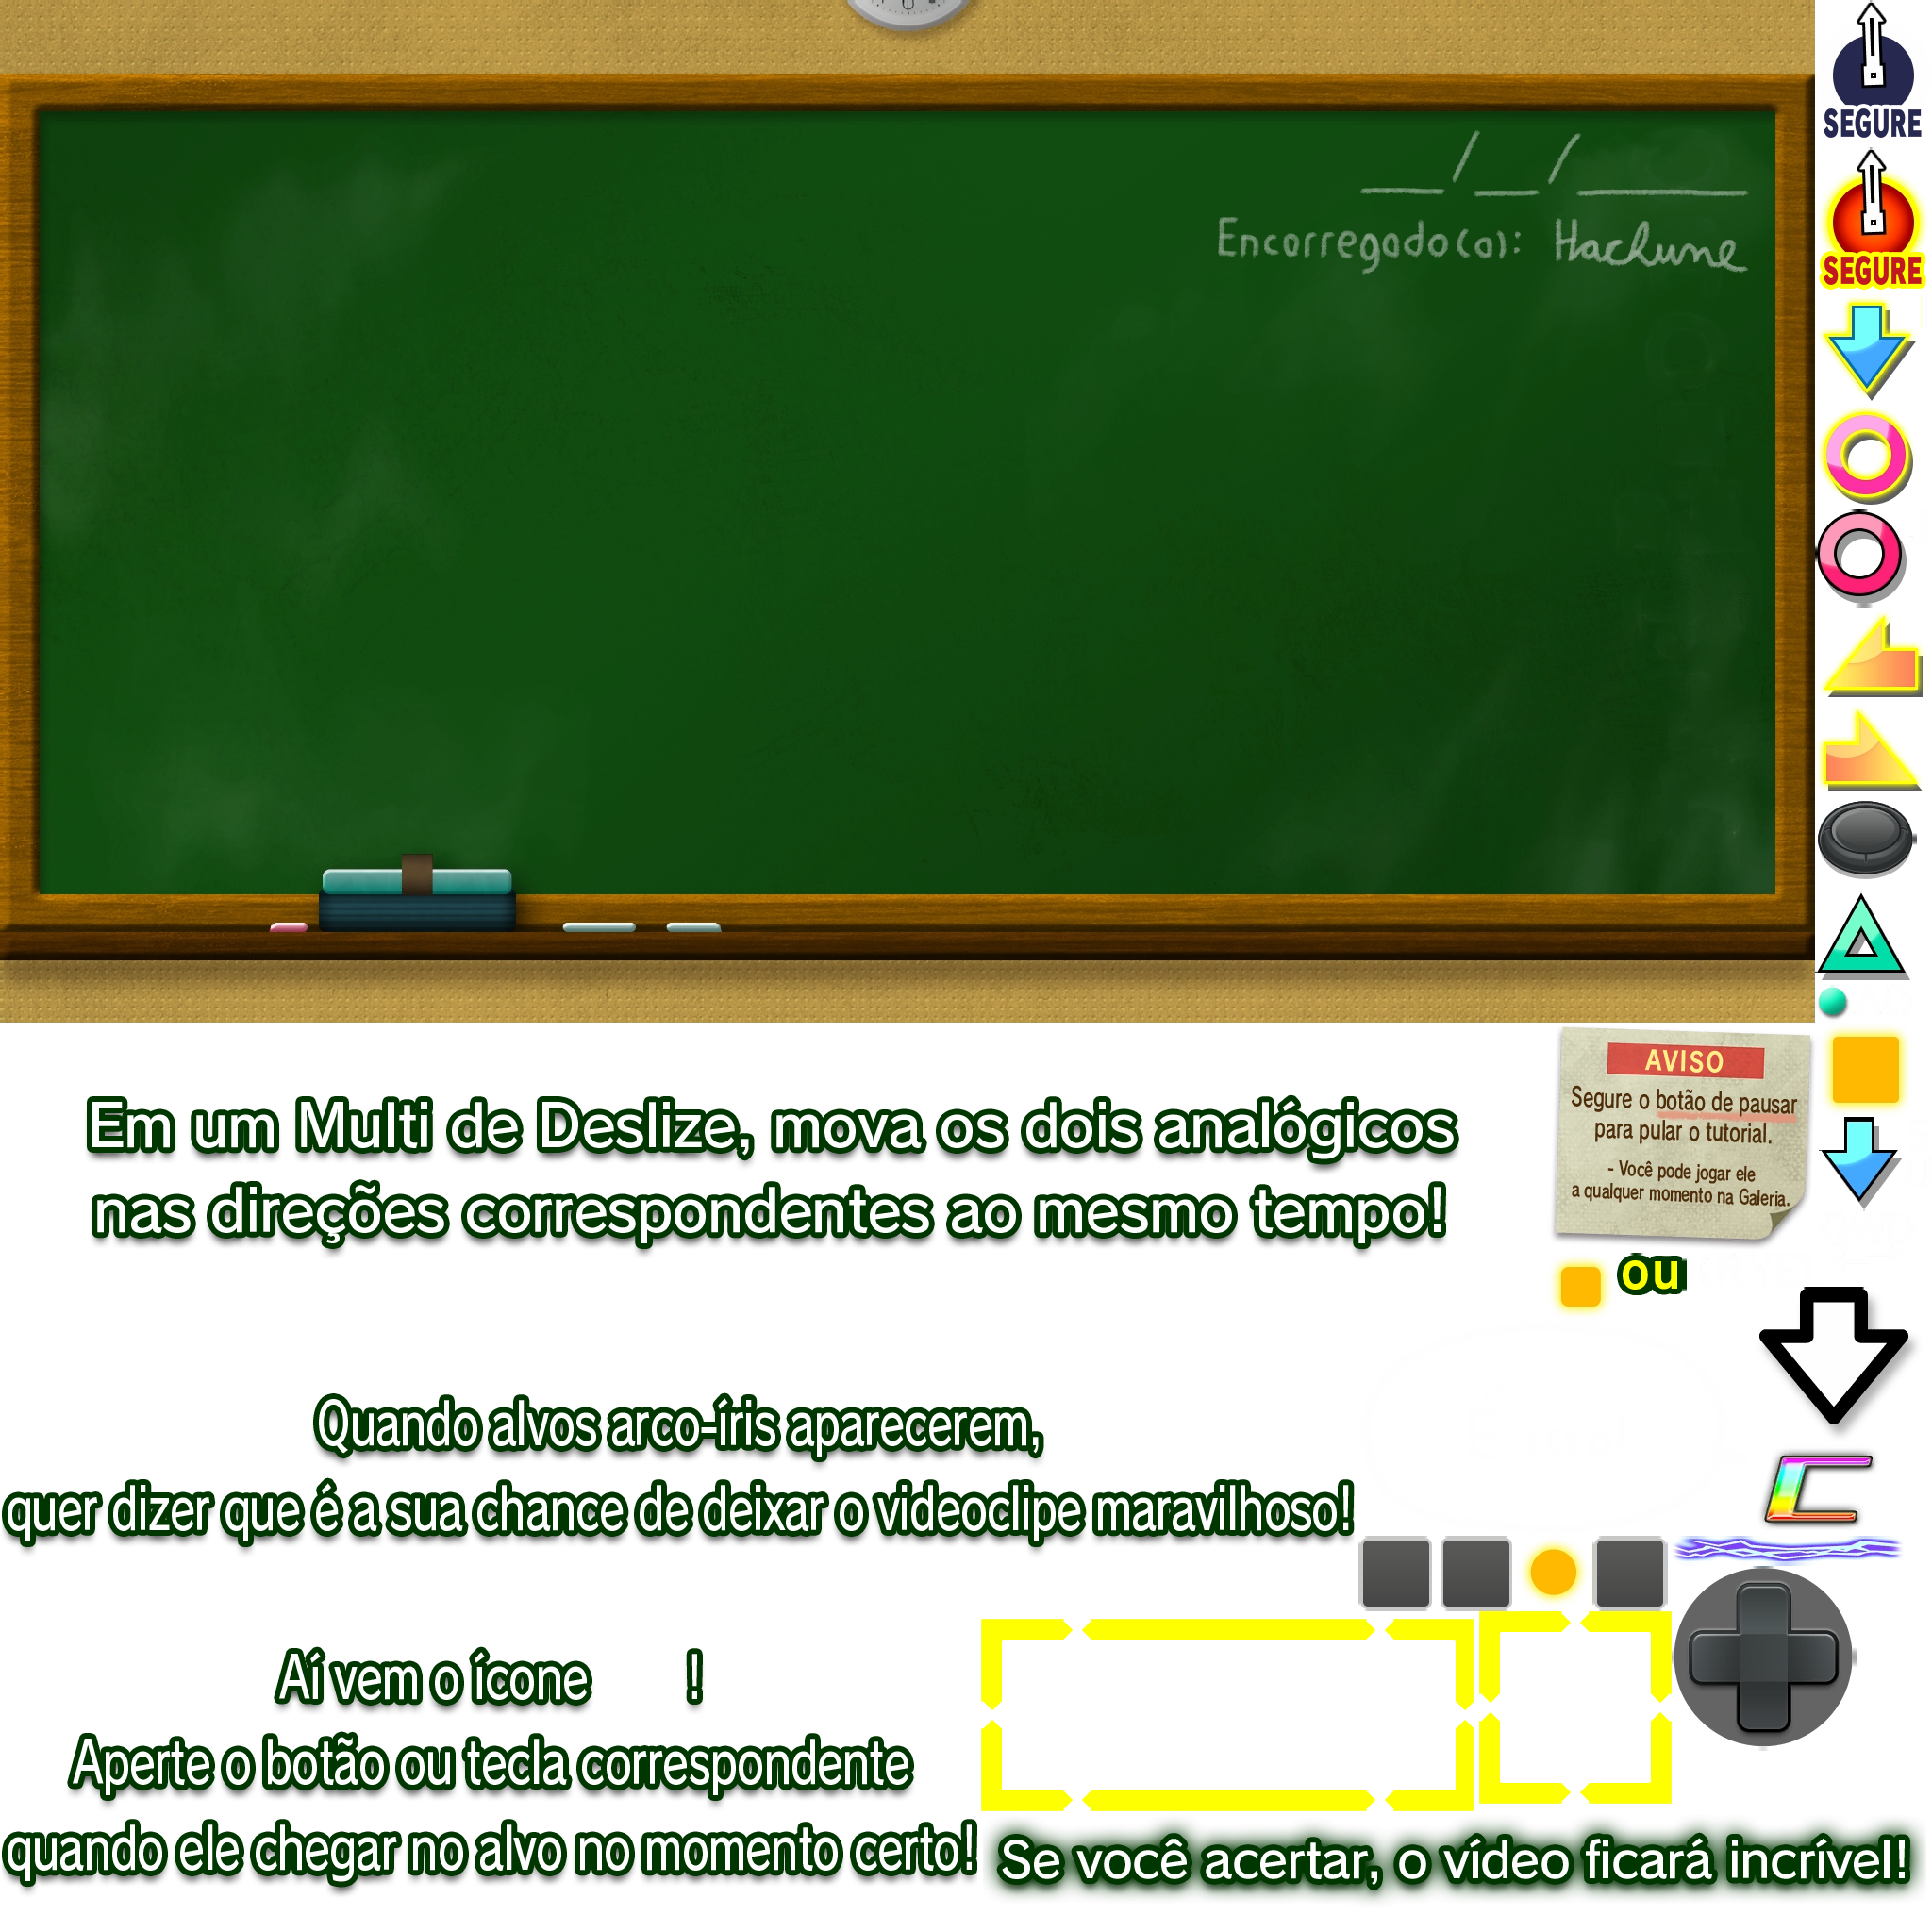 SEGURE
SEGURE
__/__/____
Encarregado(a): Hachune
AVISO
Segure o botão de pausar
para pular o tutorial.
- Você pode jogar ele
a qualquer momento na Galeria.
ou
Em um Multi de Deslize, mova os dois analógicos
nas direções correspondentes ao mesmo tempo!
Quando alvos arco-íris aparecerem,
quer dizer que é a sua chance de deixar o videoclipe maravilhoso!
Aí vem o ícone !
Aperte o botão ou tecla correspondente
quando ele chegar no alvo no momento certo!
Se você acertar, o vídeo ficará incrível!